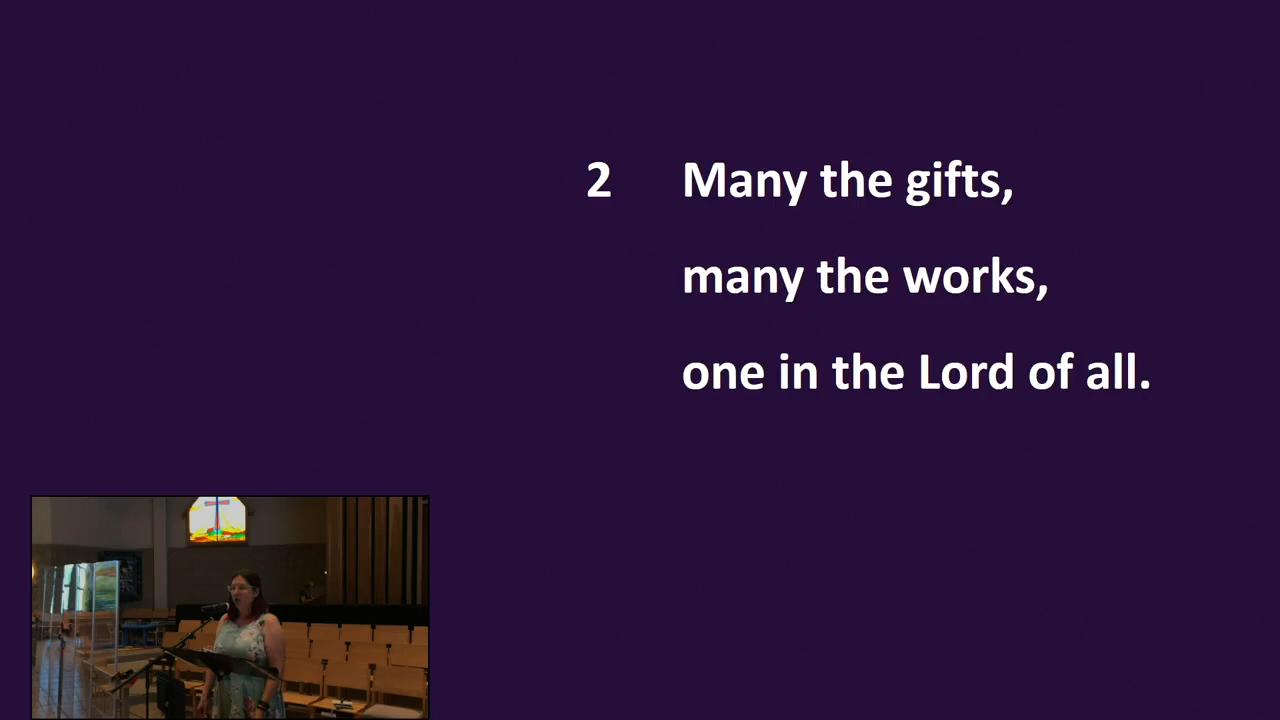 2 Many the gifts,
many the works,
one in the Lord of all.